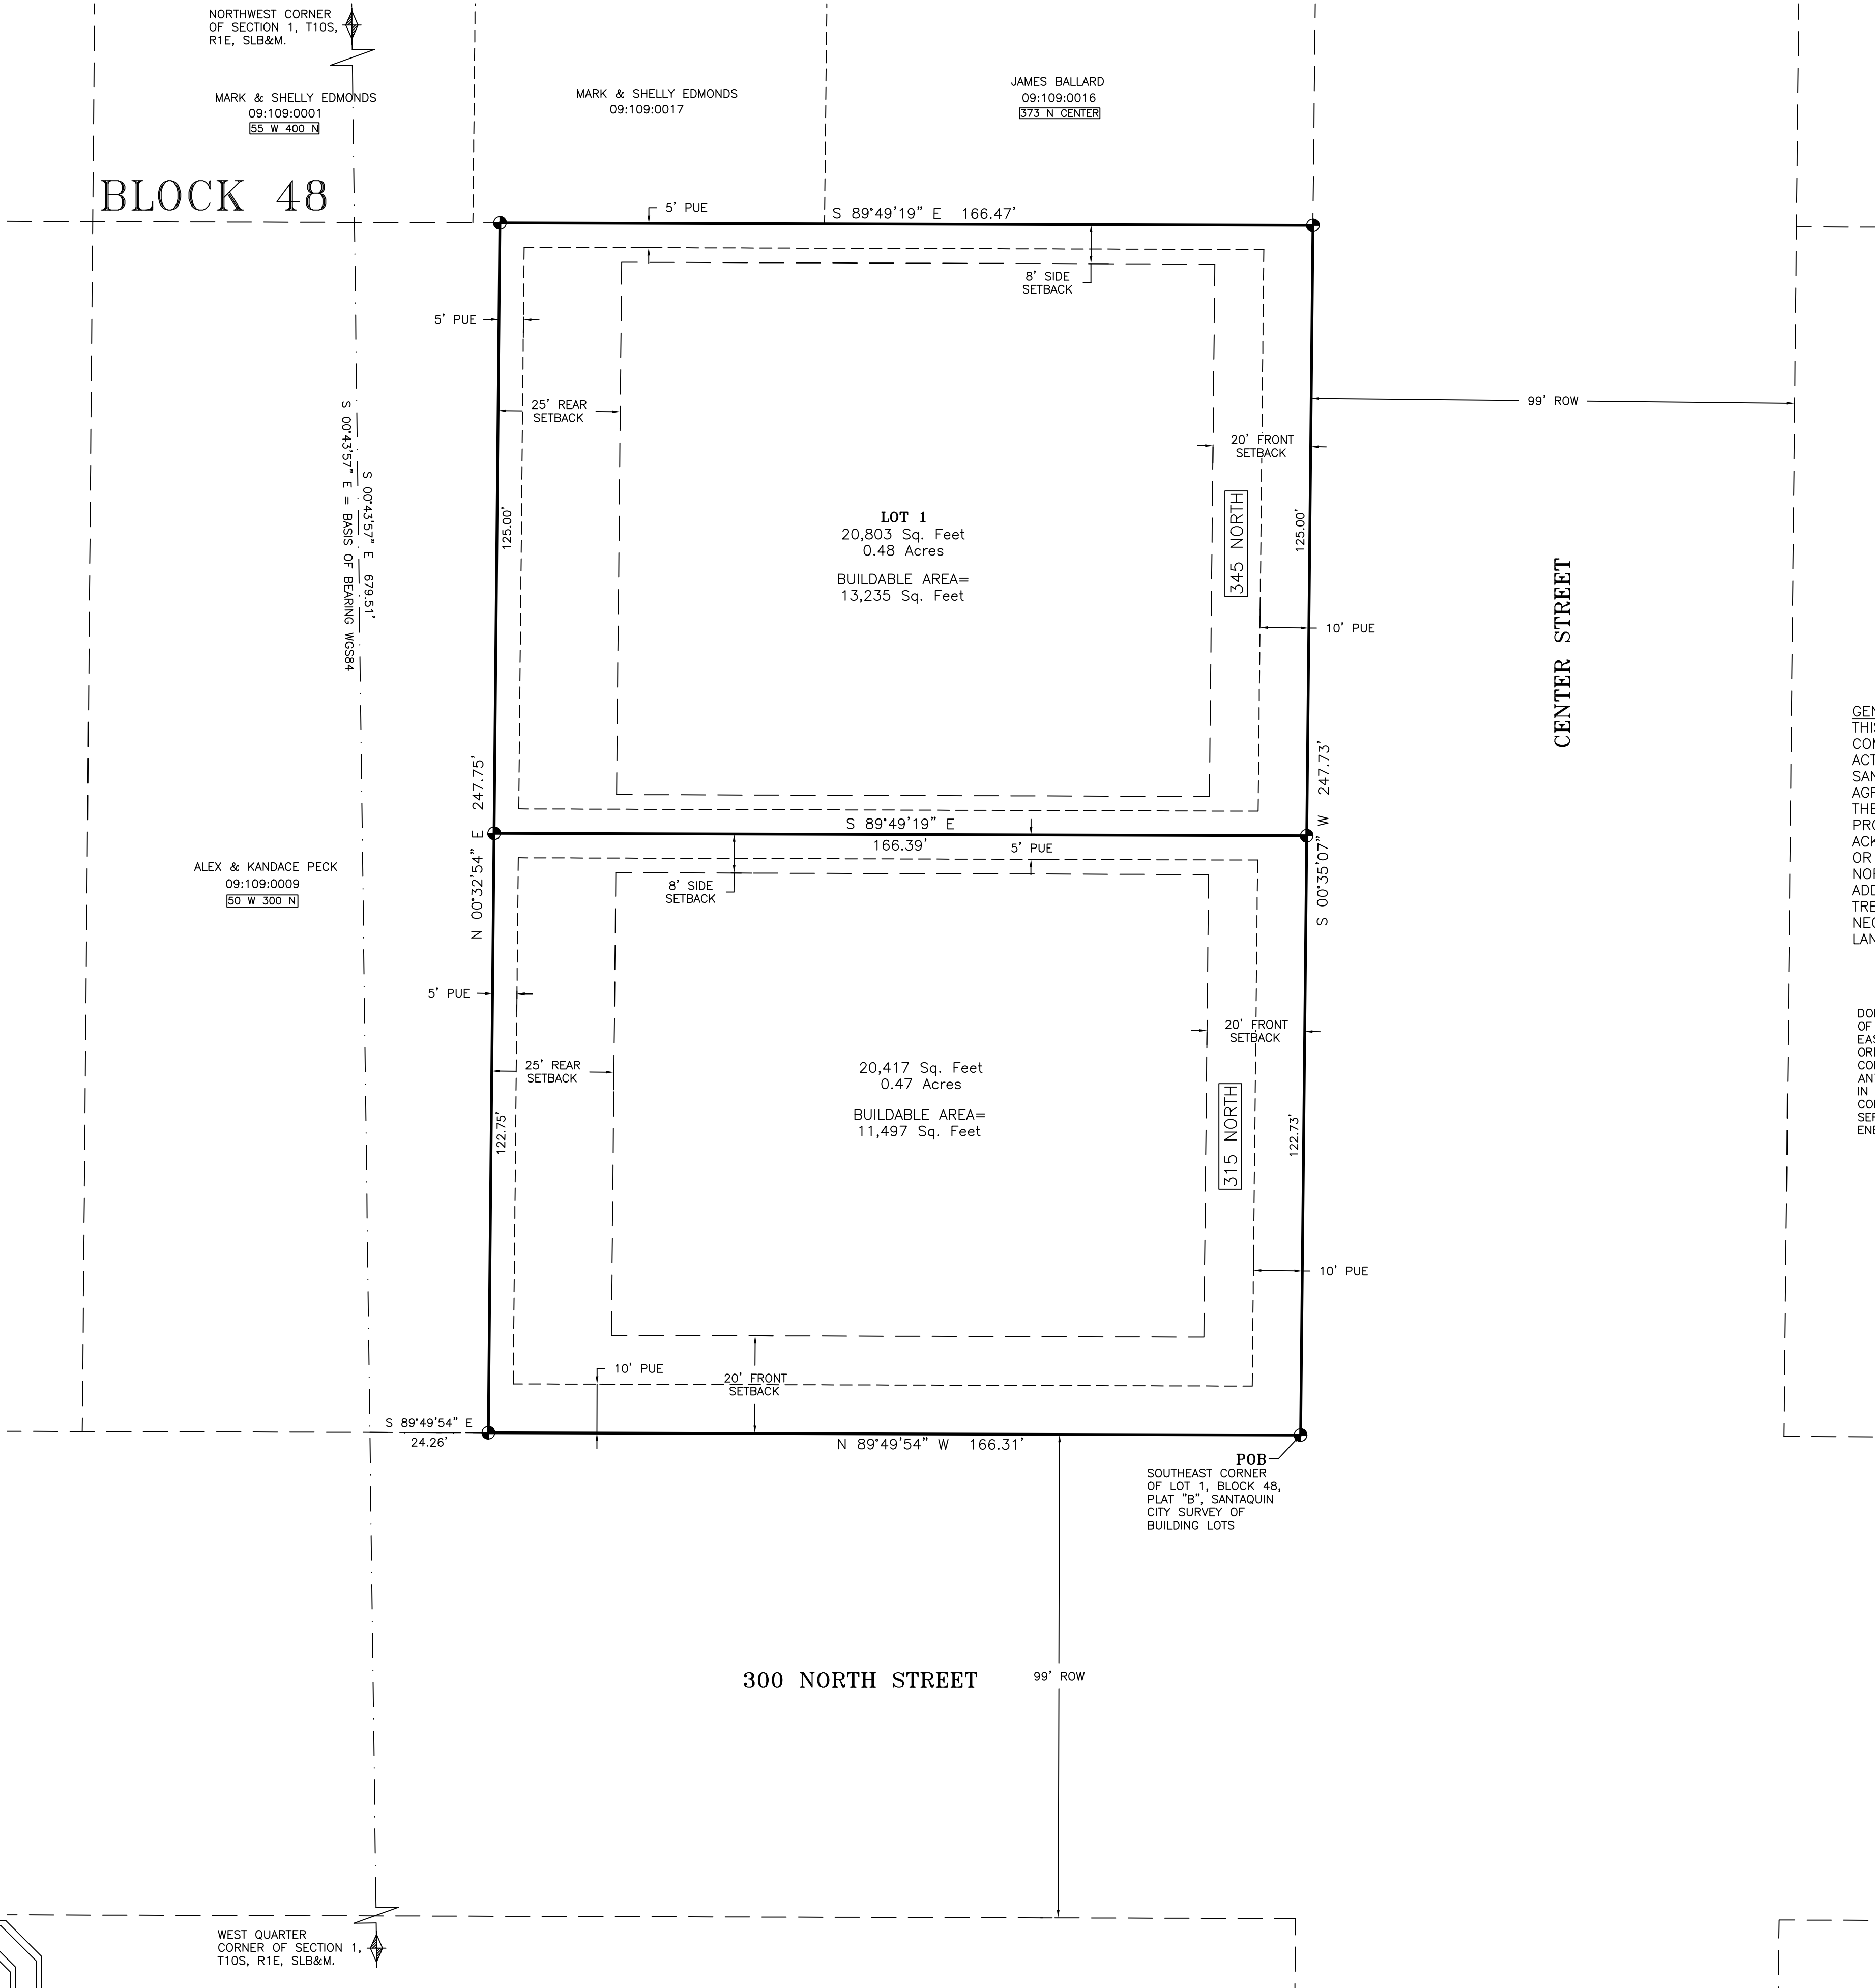 NORTHWEST CORNER
OF SECTION 1, T10S,
R1E, SLB&M.
MARK & SHELLY EDMONDS
09:109:0001
55 W 400 N
MARK & SHELLY EDMONDS
09:109:0017
JAMES BALLARD
09:109:0016
373 N CENTER
BLOCK 48
5' PUE
S 89°49'19" E 166.47'
8' SIDE
SETBACK
5' PUE
25' REAR
SETBACK
20' FRONT
SETBACK
99' ROW
S 00°43'57" E 679.51'
S 00°43'57" E = BASIS OF BEARING WGS84
125.00'
LOT 1
20,803 Sq. Feet
0.48 Acres
BUILDABLE AREA=
13,235 Sq. Feet
345 NORTH
125.00'
10' PUE
CENTER STREET
N 00°32'54" E 247.75'
S 00°35'07" W 247.73'
S 89°49'19" E
166.39'
5' PUE
8' SIDE
SETBACK
ALEX & KANDACE PECK
09:109:0009
50 W 300 N
5' PUE
25' REAR
SETBACK
20' FRONT
SETBACK
122.75'
20,417 Sq. Feet
0.47 Acres
BUILDABLE AREA=
11,497 Sq. Feet
315 NORTH
122.73'
10' PUE
10' PUE
20' FRONT
SETBACK
S 89°49'54" E
24.26'
N 89°49'54" W 166.31'
POB
SOUTHEAST CORNER
OF LOT 1, BLOCK 48,
PLAT "B", SANTAQUIN
CITY SURVEY OF
BUILDING LOTS
300 NORTH STREET
99' ROW
WEST QUARTER
CORNER OF SECTION 1,
T10S, R1E, SLB&M.
THE
OR
OF
IN